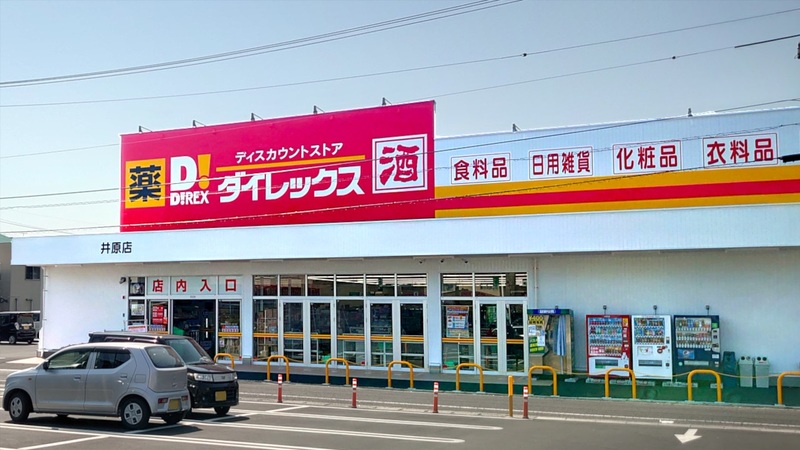 薬
D!
DiREX
ディスカウントストア
ダイレックス
酒
食料品
日用雑貨
化粧品
衣料品
井原店
店内入口